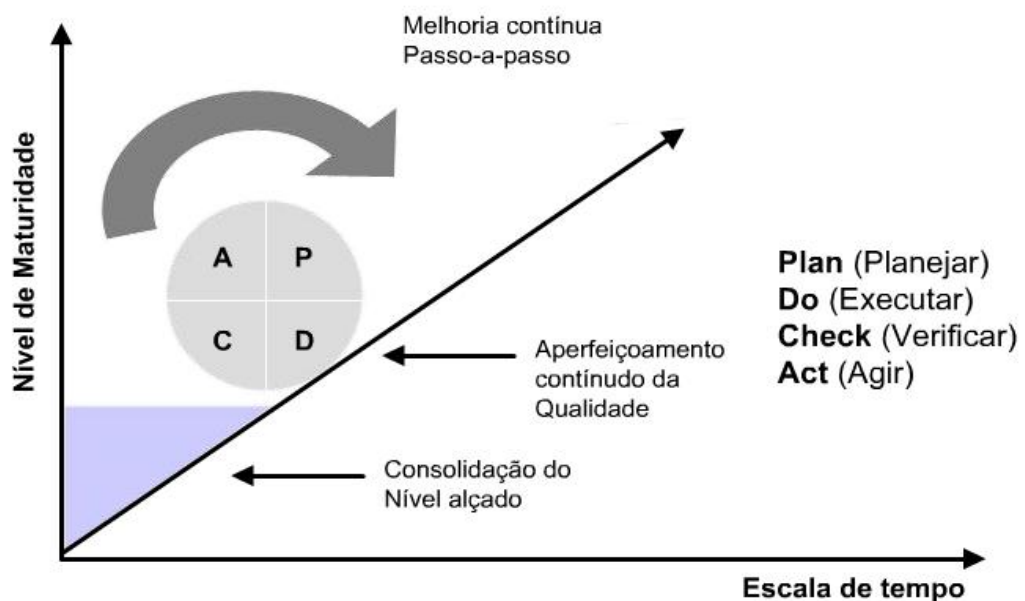 Melhoria contínua
Passo-a-passo
Nível de Maturidade
A P
C D
Plan (Planejar)
Do (Executar)
Check (Verificar)
Act (Agir)
Aperfeiçoamento
contínudo da
Qualidade
Consolidação do
Nível alçado
Escala de tempo